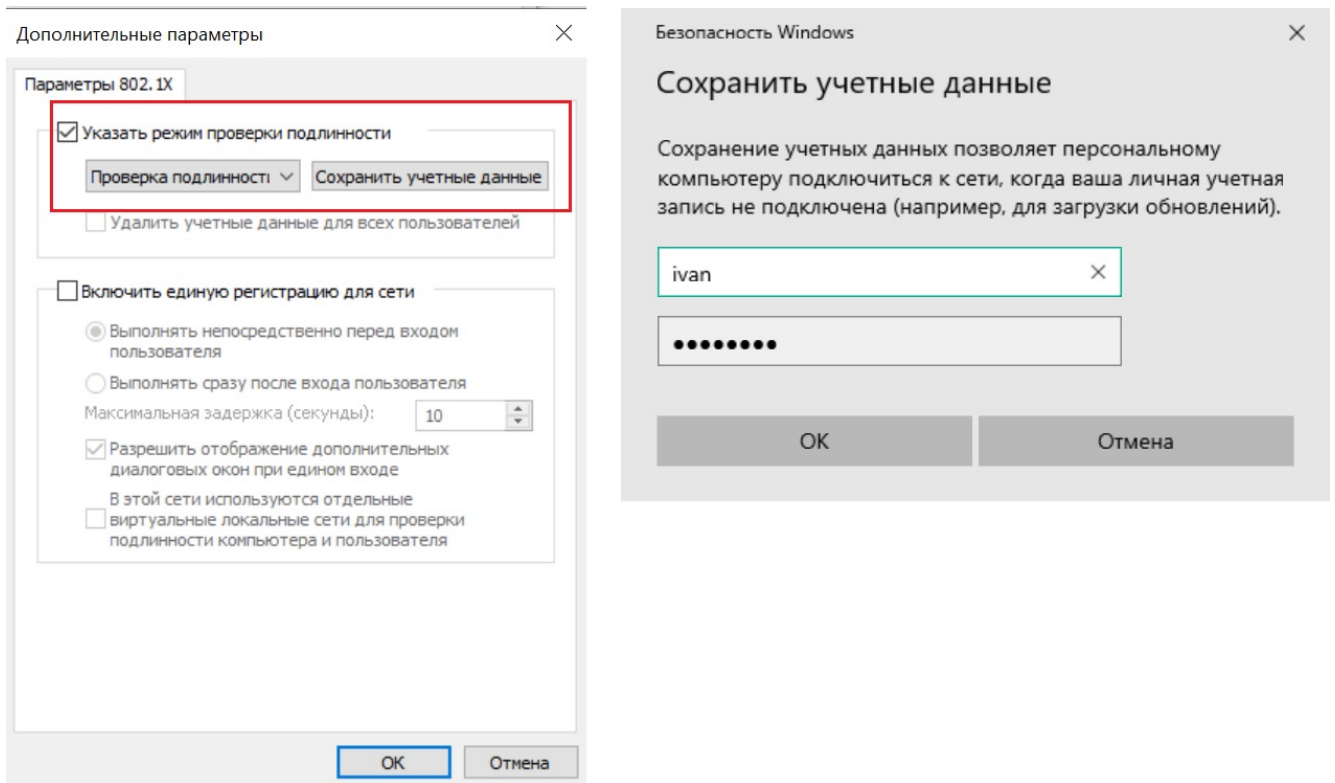 Дополнительные параметры
Параметры 802.1X
Указать режим проверки подлинности
Проверка подлинності
Сохранить учетные данные
Удалить учетные данные для всех пользователей
Включить единую регистрацию для сети
Выполнять непосредственно перед входом
пользователя
Выполнять сразу после входа пользователя
Максимальная задержка (секунды):
10
Разрешить отображение дополнительных
диалоговых окон при едином входе
В этой сети используются отдельные
виртуальные локальные сети для проверки
подлинности компьютера и пользователя
ОК
Отмена
Безопасность Windows
Сохранить учетные данные
Сохранение учетных данных позволяет персональному
компьютеру подключиться к сети, когда ваша личная учетная
запись не подключена (например, для загрузки обновлений).
ivan
ОК
Отмена